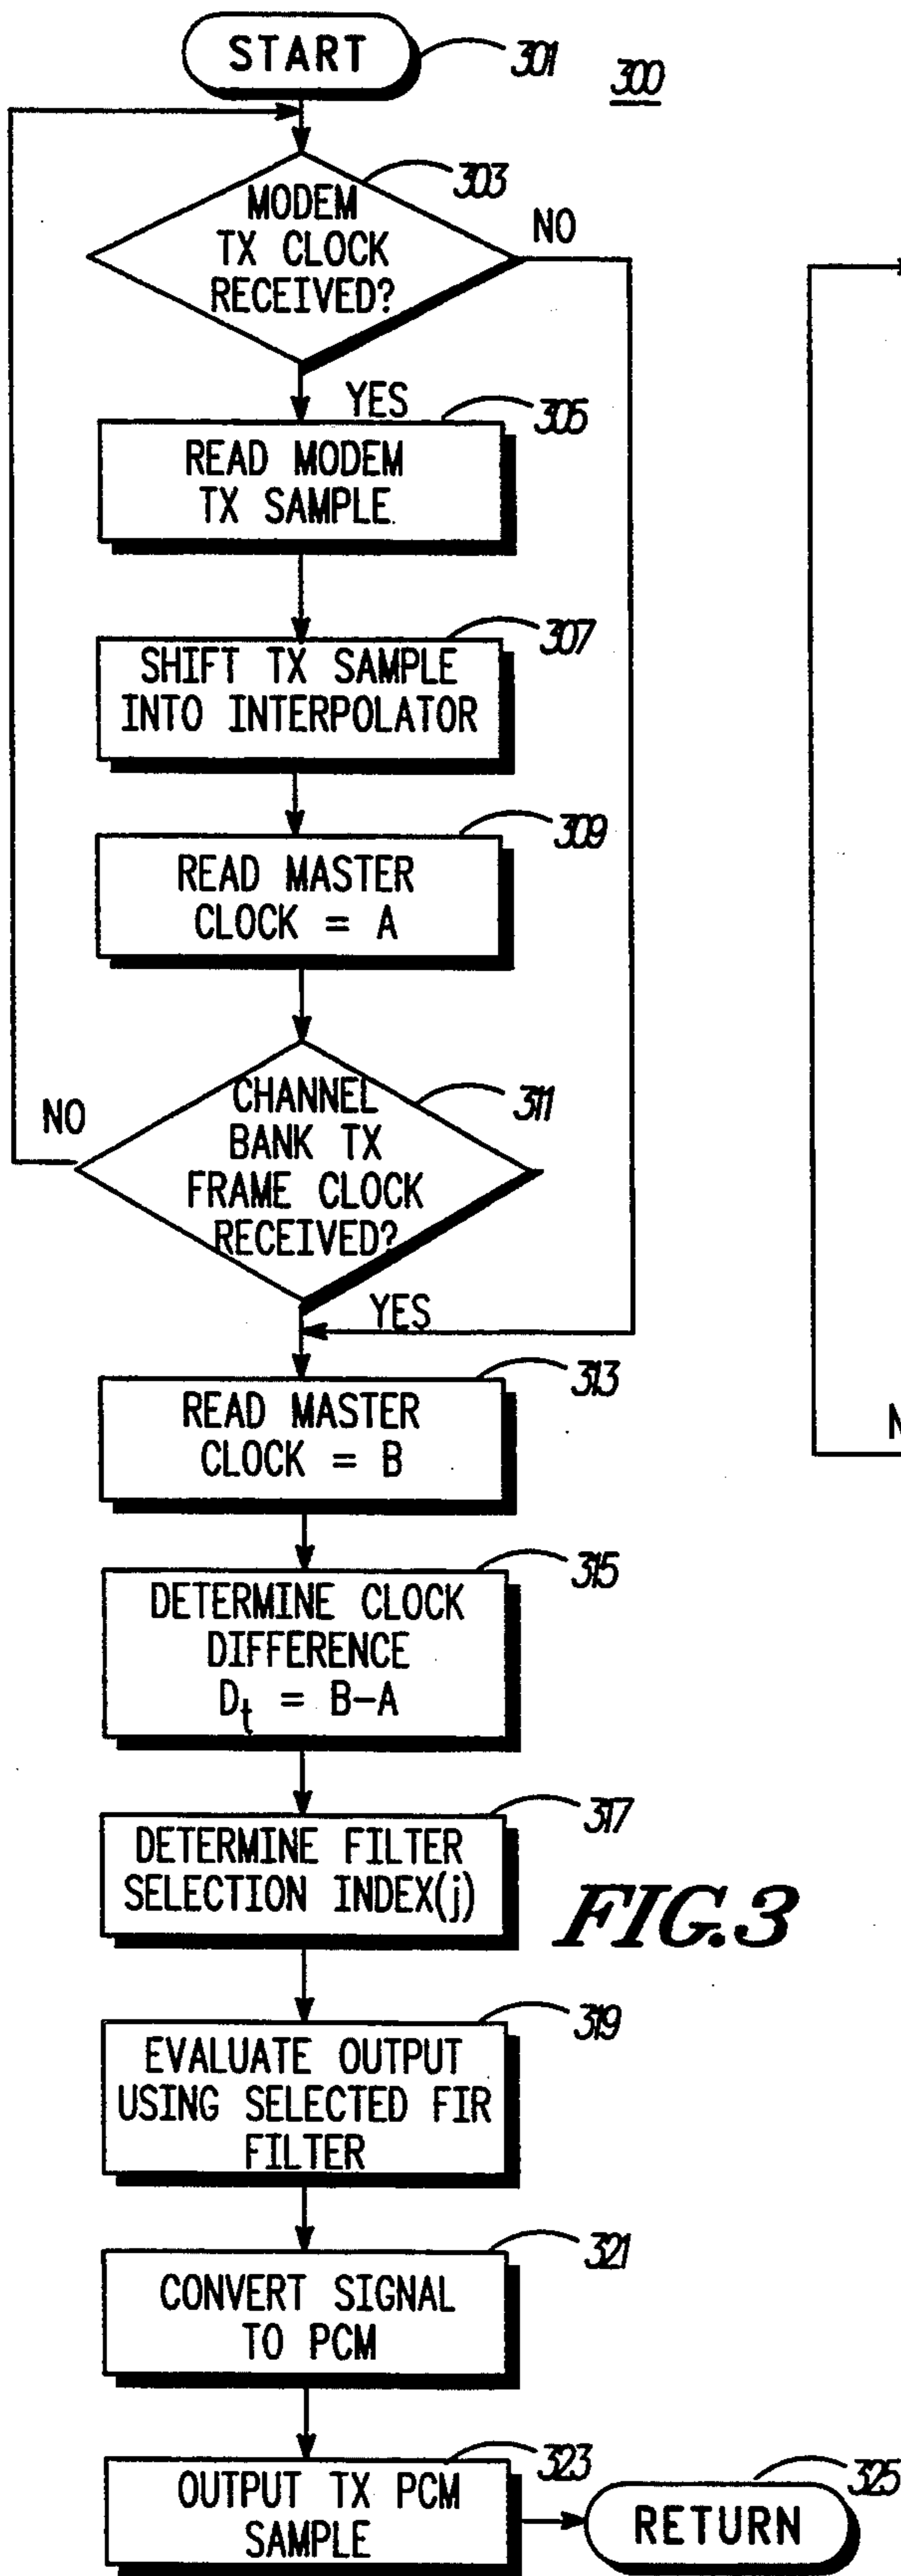 START
301
300
303
MODEM
TX CLOCK
RECEIVED?
NO
YES
305
READ MODEM
TX SAMPLE
307
SHIFT TX SAMPLE
INTO INTERPOLATOR
309
READ MASTER
CLOCK = A
311
CHANNEL
BANK TX
FRAME CLOCK
RECEIVED?
NO
YES
313
READ MASTER
CLOCK = B
315
DETERMINE CLOCK
DIFFERENCE
Dt = B-A
317
DETERMINE FILTER
SELECTION INDEX(j)
FIG.3
319
EVALUATE OUTPUT
USING SELECTED FIR
FILTER
321
CONVERT SIGNAL
TO PCM
323
OUTPUT TX PCM
SAMPLE
325
RETURN